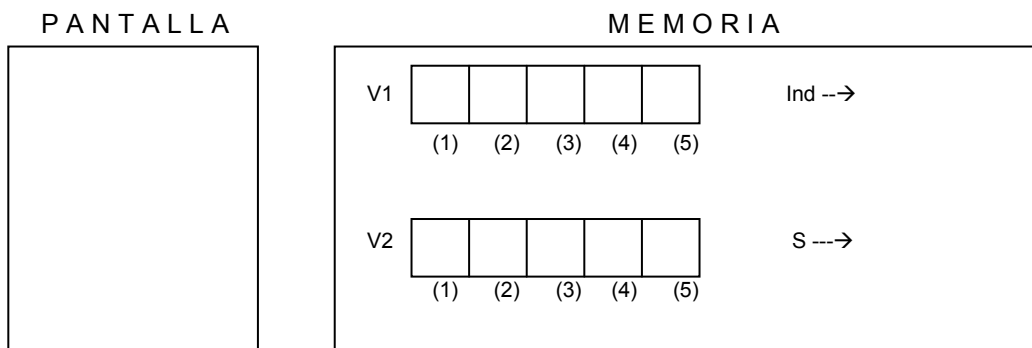 P A N T A L L A M E M O R I A
V1 Ind --→
(1) (2) (3) (4) (5)
V2 S ---→
(1) (2) (3) (4) (5)